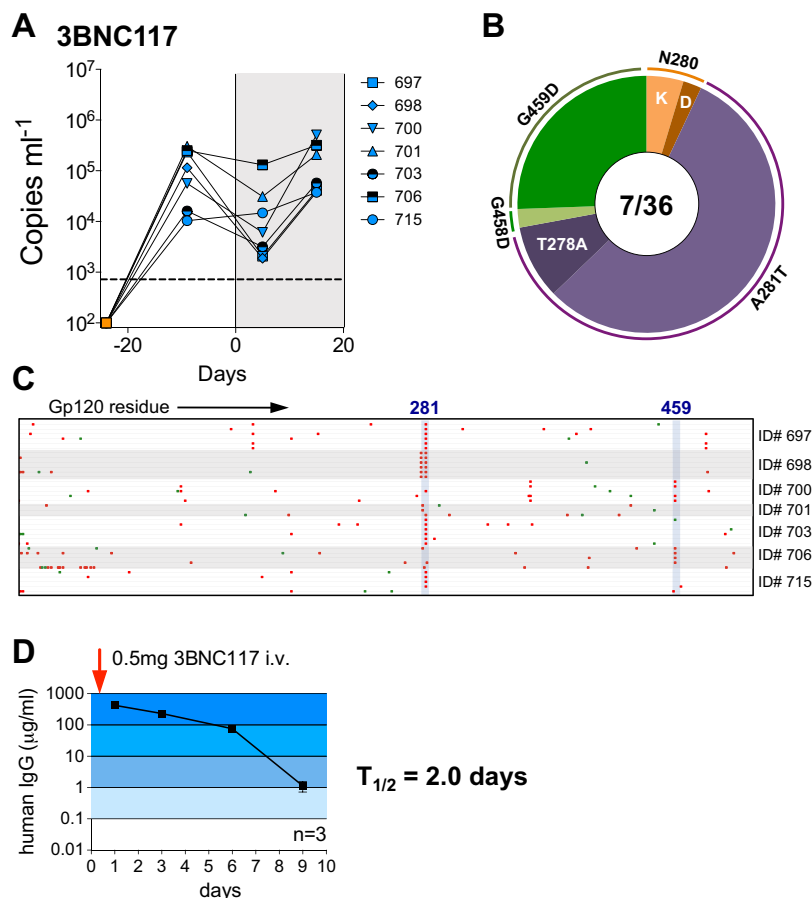 A
3BNC117
Copies ml-1
10^7
10^6
10^5
10^4
10^3
10^2
-20
0
20
Days
697
698
700
701
703
706
715
B
N280
K
D
G459D
G458D
T278A
A281T
7/36
C
Gp120 residue
281
459
ID# 697
ID# 698
ID# 700
ID# 701
ID# 703
ID# 706
ID# 715
D
0.5mg 3BNC117 i.v.
human IgG (µg/ml)
1000
100
10
1
0.1
0.01
n=3
0 1 2 3 4 5 6 7 8 9 10
days
T1/2 = 2.0 days